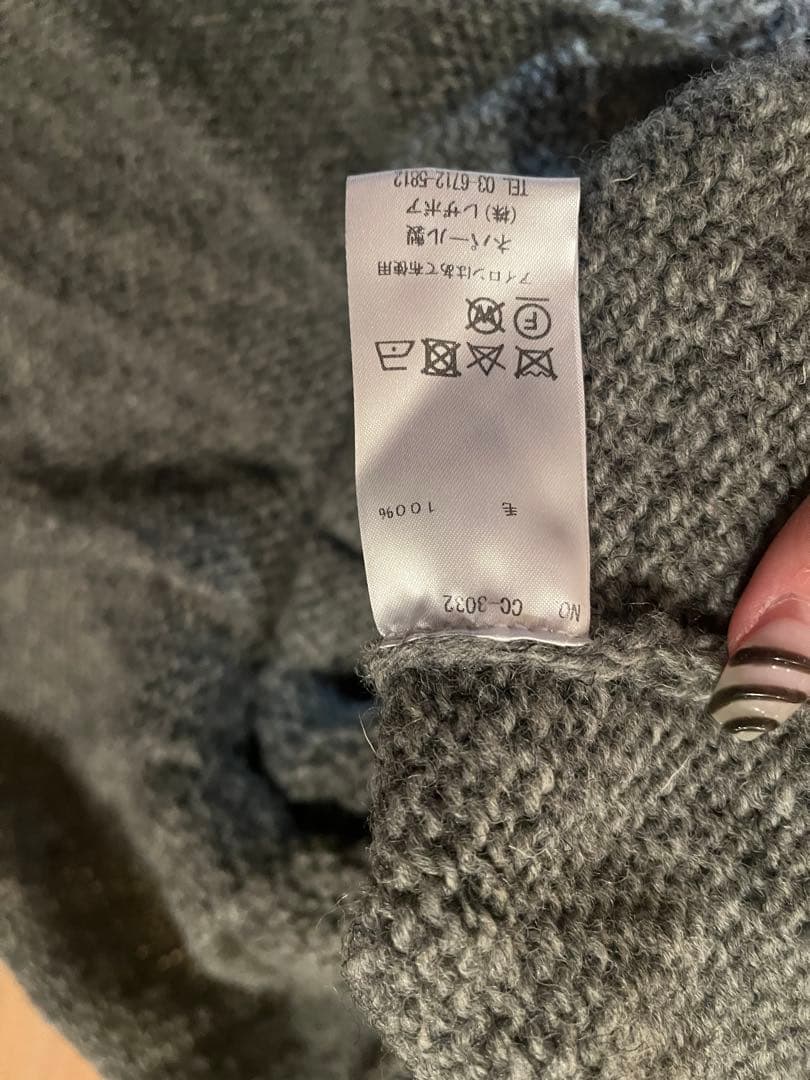 NO CC-3032
毛 100%
F
W
アイロンはあて布使用
ネパール製
(株)レザボア
TEL 03-6712-5812